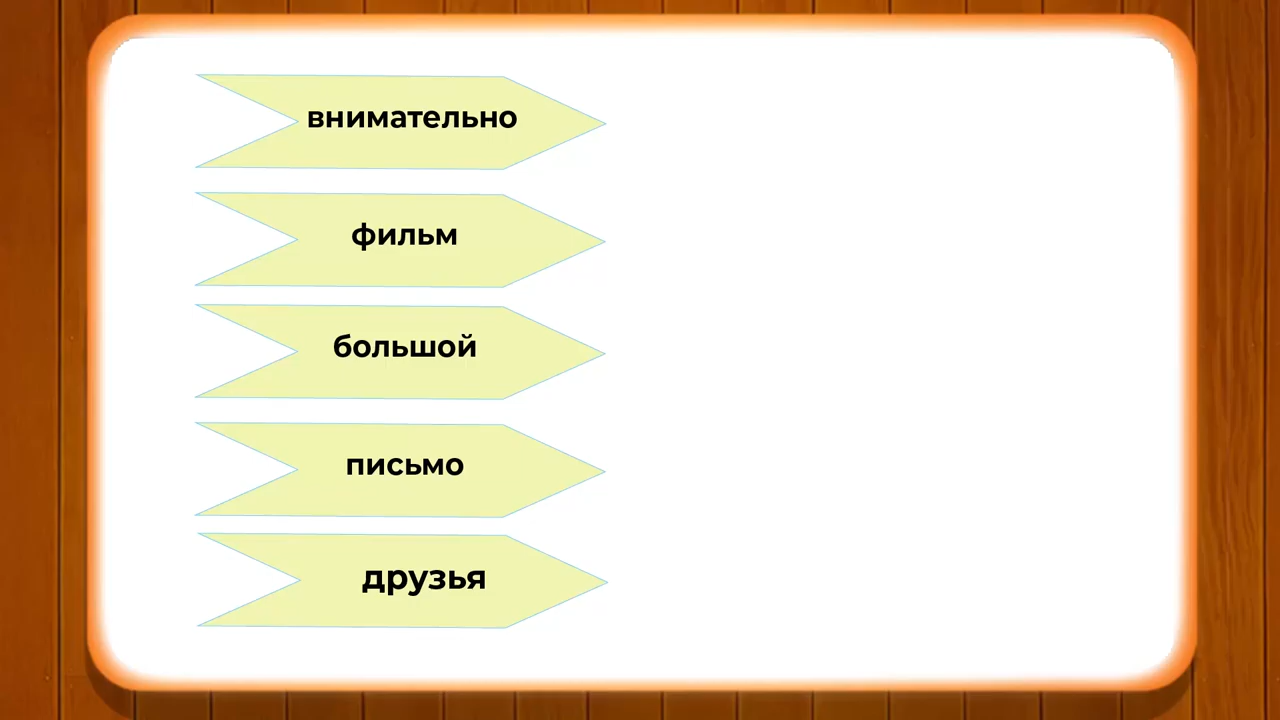 внимательно
фильм
большой
письмо
друзья